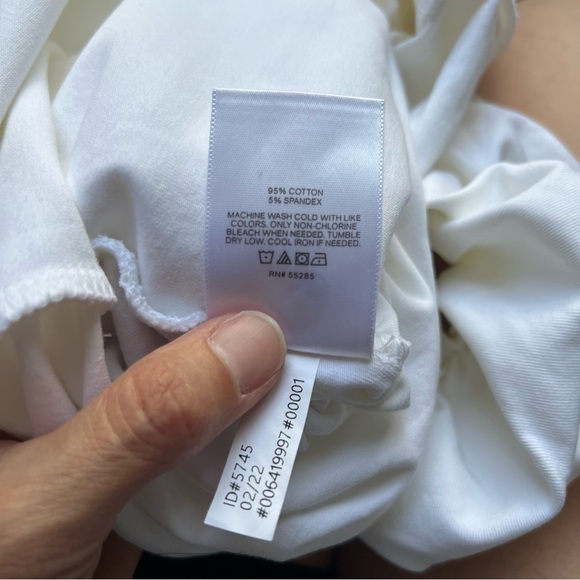 95% COTTON
5% SPANDEX
MACHINE WASH COLD WITH LIKE
COLORS. ONLY NON-CHLORINE
BLEACH WHEN NEEDED. TUMBLE
DRY LOW. COOL IRON IF NEEDED.
RN# 55285
ID#5745
02/22
#006419997#00001